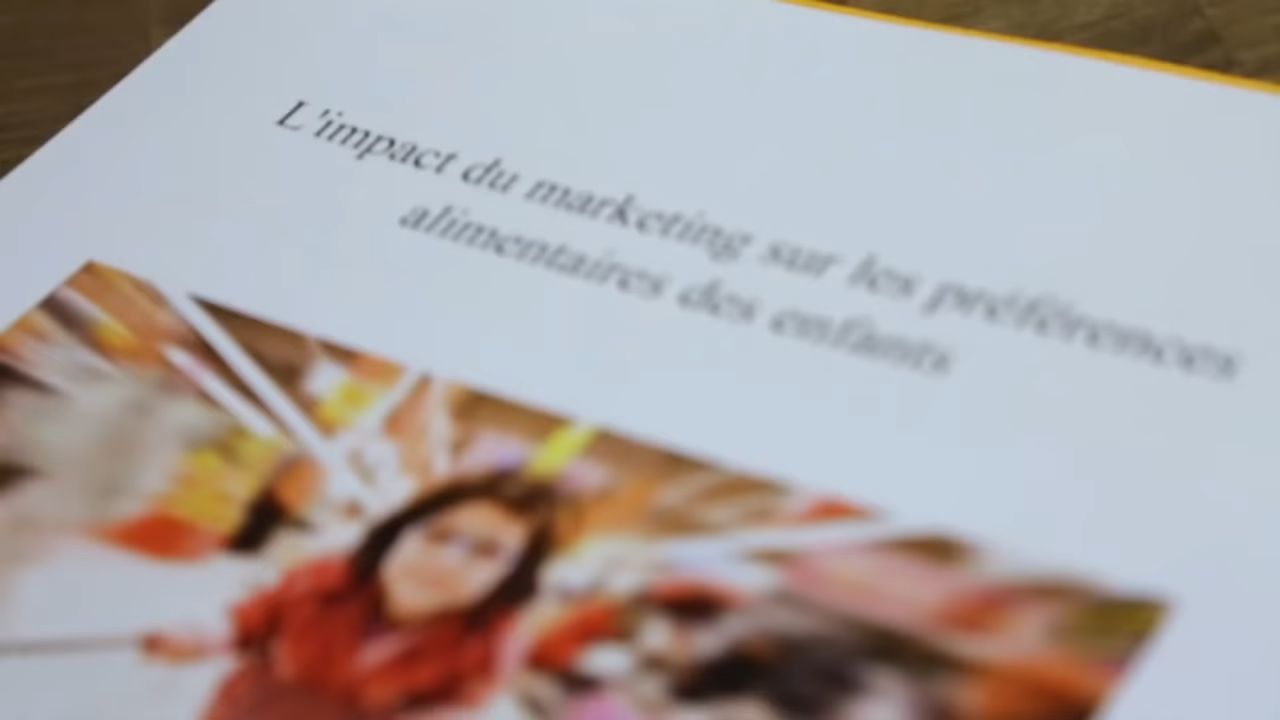 L'impact du marketing sur les préférences
alimentaires des enfants